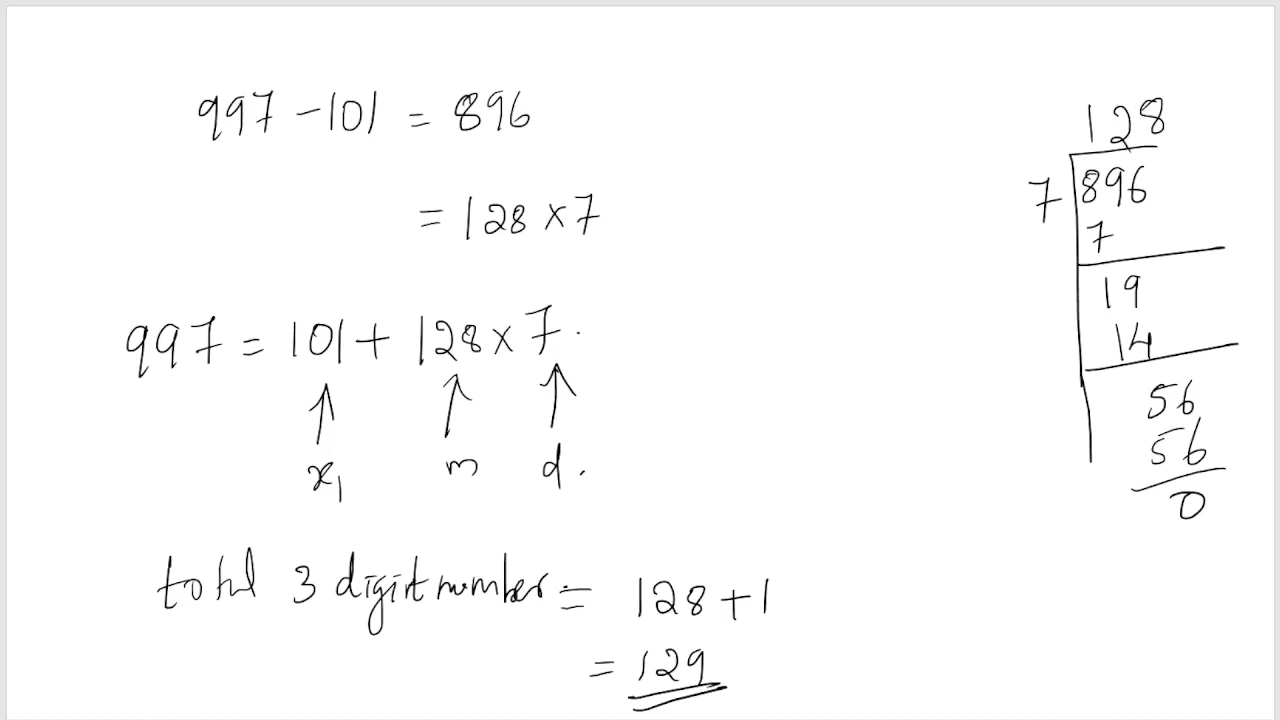 997 - 101 = 896
= 128 × 7
997 = 101 + 128 × 7.
↑ ↑ ↑
x₁ m d.
total 3 digit number = 128 + 1
= 129
128
7 896
7
19
14
56
56
0